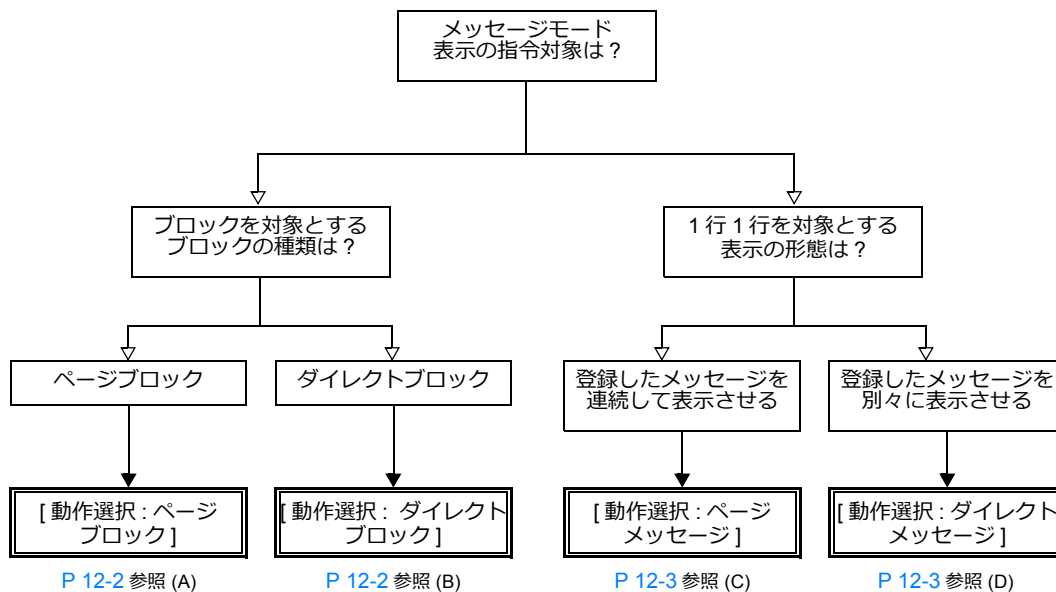 メッセージモード
表示の指令対象は？
ブロックを対象とする
ブロックの種類は？
1 行 1 行を対象とする
表示の形態は？
ページブロック
ダイレクトブロック
登録したメッセージを
連続して表示させる
登録したメッセージを
別々に表示させる
[ 動作選択 : ページ
ブロック ]
[ 動作選択 : ダイレクト
ブロック ]
[ 動作選択 : ページ
メッセージ ]
[ 動作選択 : ダイレクト
メッセージ ]
P 12-2 参照 (A)
P 12-2 参照 (B)
P 12-3 参照 (C)
P 12-3 参照 (D)